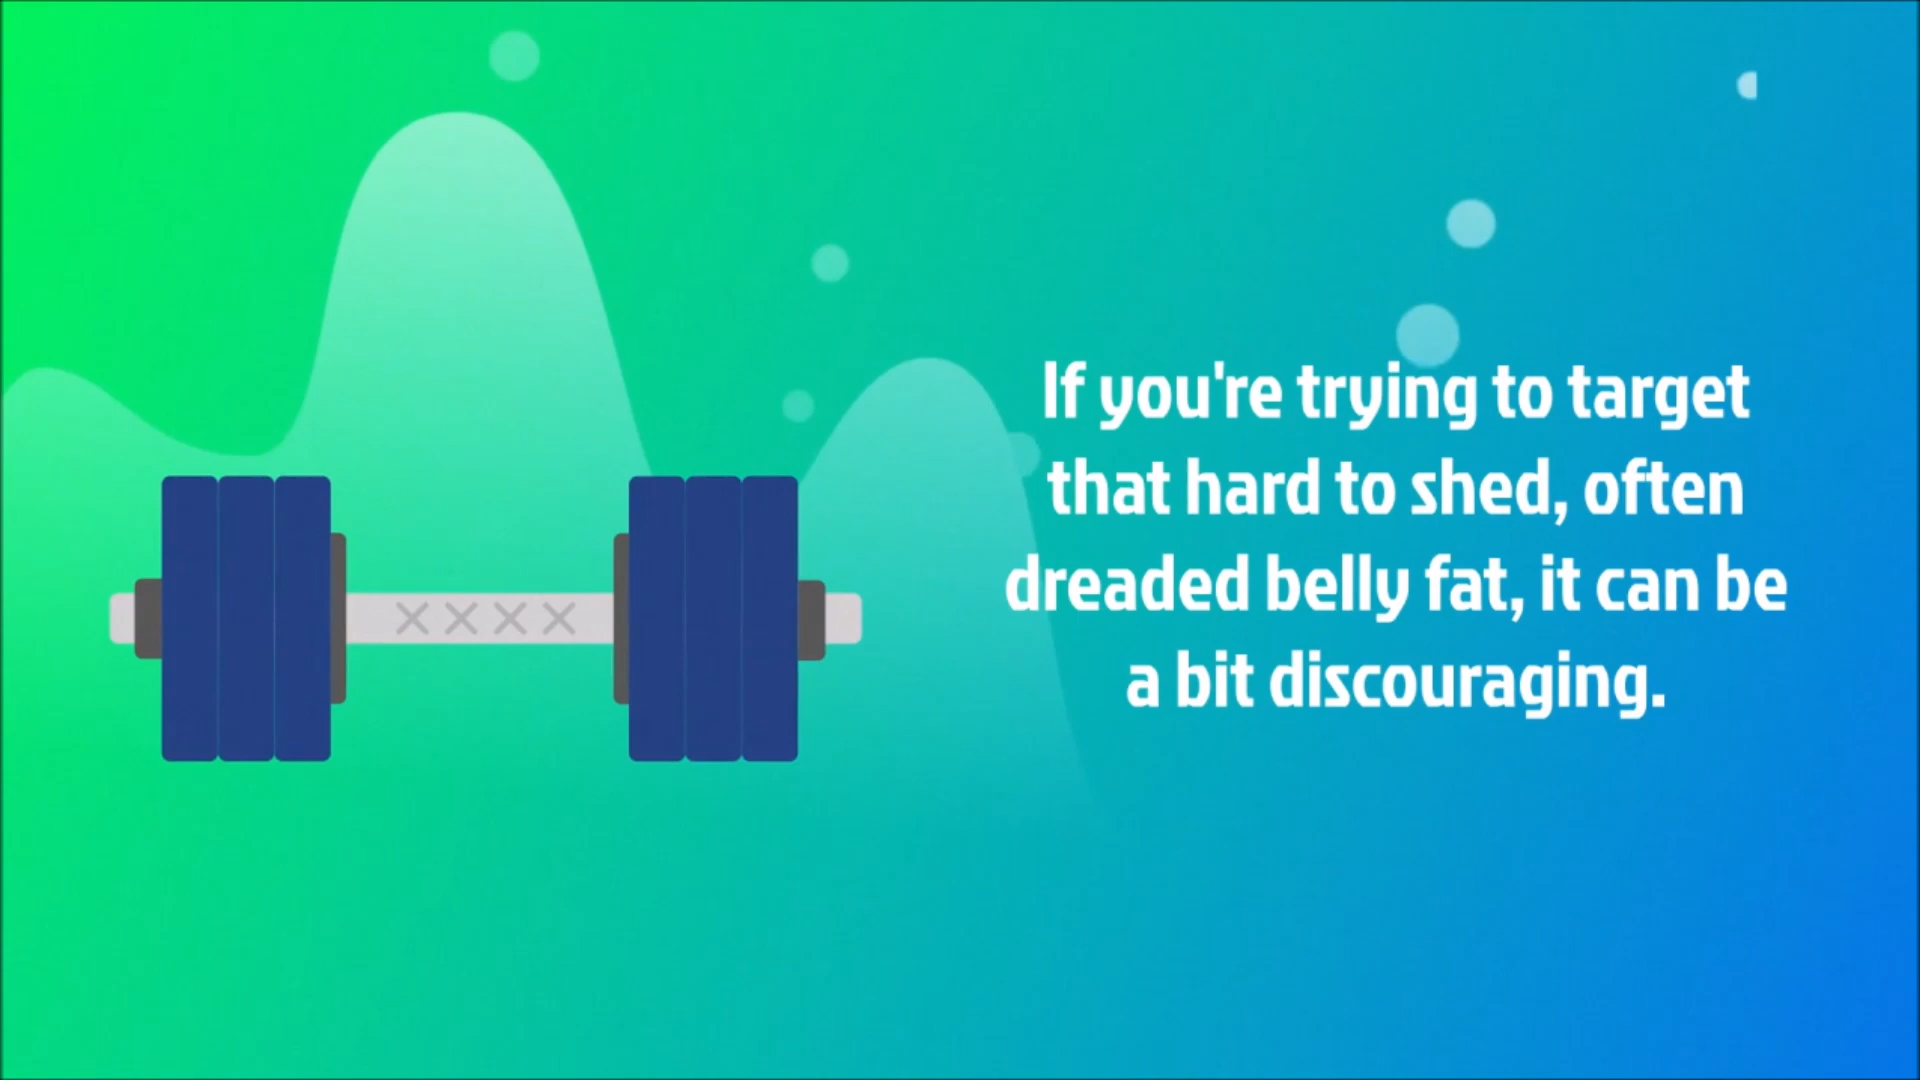 If you're trying to target
that hard to shed, often
dreaded belly fat, it can be
a bit discouraging.